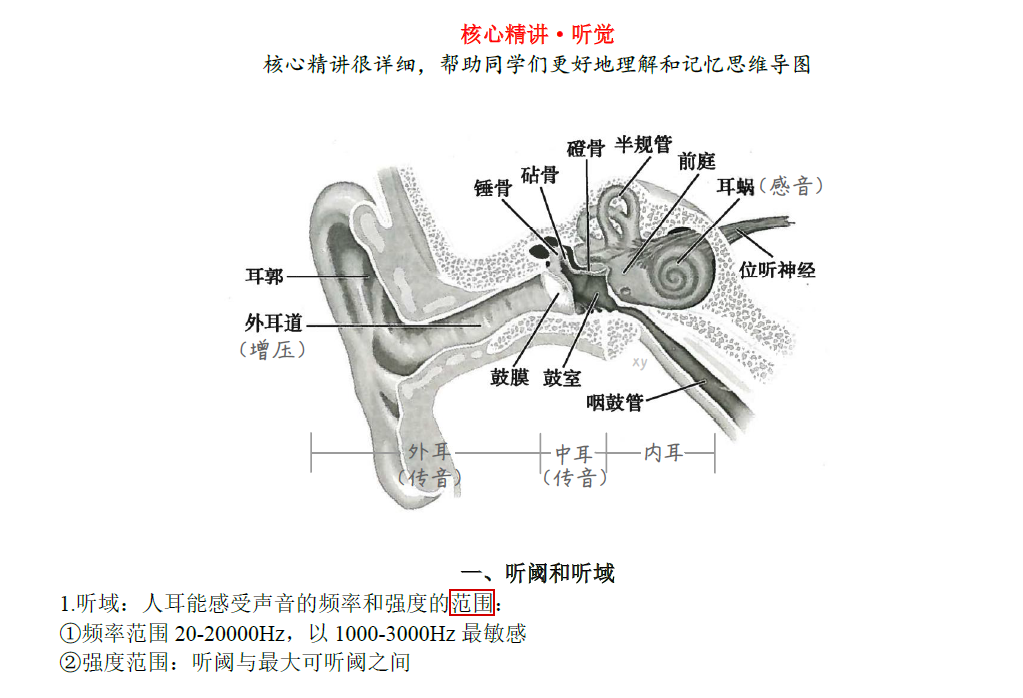 核心精讲·听觉
核心精讲很详细，帮助同学们更好地理解和记忆思维导图
磴骨 半规管
砧骨 前庭
锤骨 耳蜗（感音）
位听神经
耳郭
外耳道
（增压）
鼓膜 鼓室
xy
咽鼓管
外耳 中耳 内耳
（传音） （传音）
一、听阈和听域
1.听域：人耳能感受声音的频率和强度的范围：
①频率范围 20-20000Hz，以 1000-3000Hz 最敏感
②强度范围：听阈与最大可听阈之间